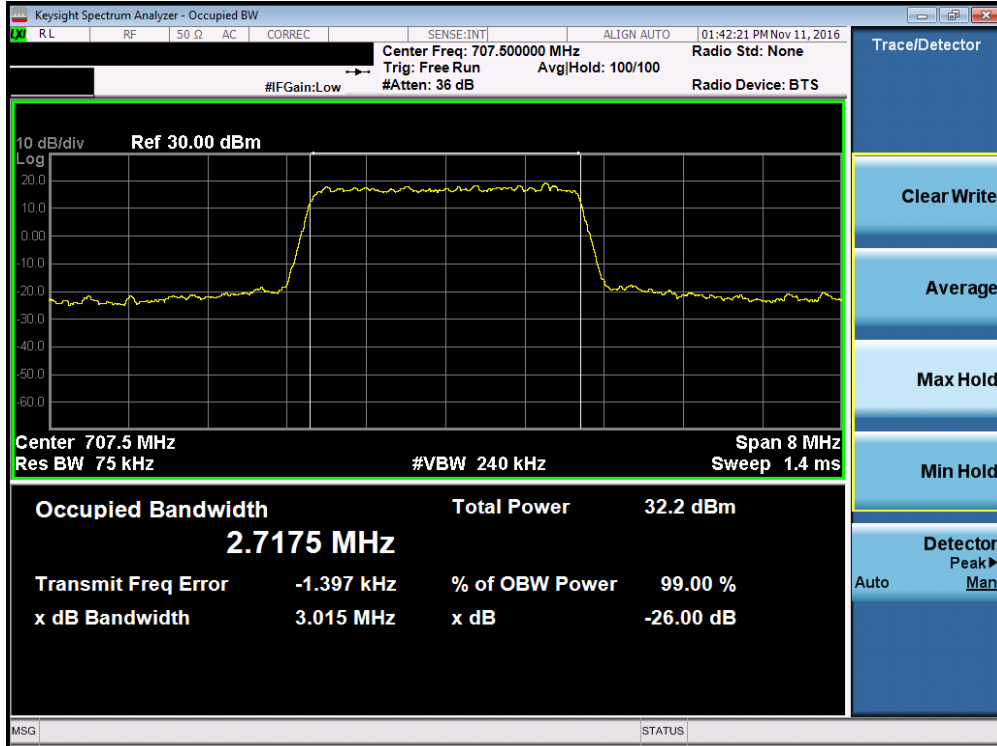 Keysight Spectrum Analyzer - Occupied BW
LXI RL RF 50 Ω AC CORREC SENSE:INT ALIGN AUTO 01:42:21 PM Nov 11, 2016
Center Freq: 707.500000 MHz Radio Std: None
Trig: Free Run Avg|Hold: 100/100
#IFGain:Low #Atten: 36 dB Radio Device: BTS
Trace/Detector
10 dB/div Ref 30.00 dBm
Log
20.0
10.0
0.00
-10.0
-20.0
-30.0
-40.0
-50.0
-60.0
Center 707.5 MHz Span 8 MHz
Res BW 75 kHz #VBW 240 kHz Sweep 1.4 ms
Occupied Bandwidth Total Power 32.2 dBm
2.7175 MHz
Transmit Freq Error -1.397 kHz % of OBW Power 99.00 %
x dB Bandwidth 3.015 MHz x dB -26.00 dB
Clear Write
Average
Max Hold
Min Hold
Detector
Peak▶
Auto Man
MSG STATUS